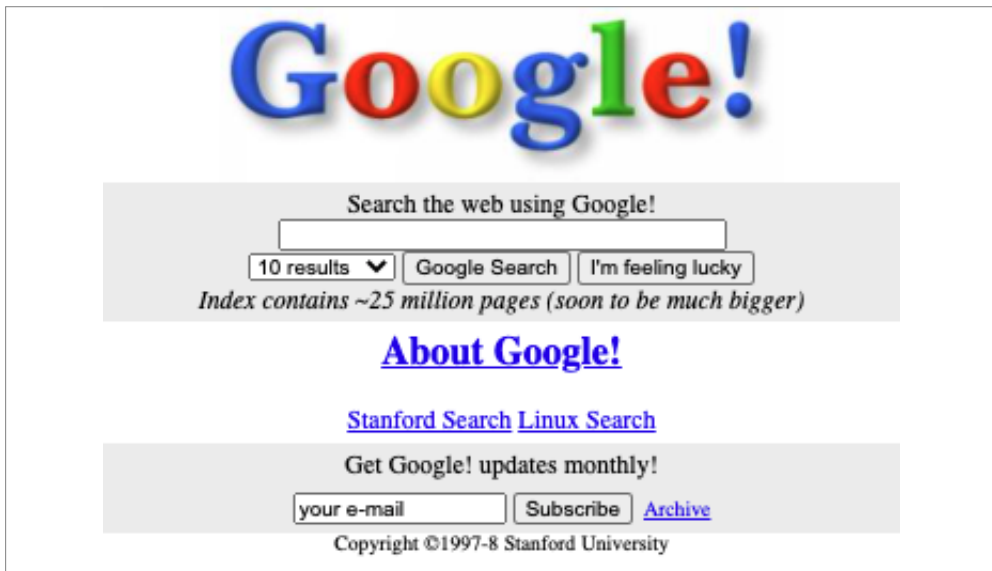 Google!
Search the web using Google!
10 results Google Search I'm feeling lucky
Index contains ~25 million pages (soon to be much bigger)
About Google!
Stanford Search Linux Search
Get Google! updates monthly!
your e-mail Subscribe Archive
Copyright ©1997-8 Stanford University